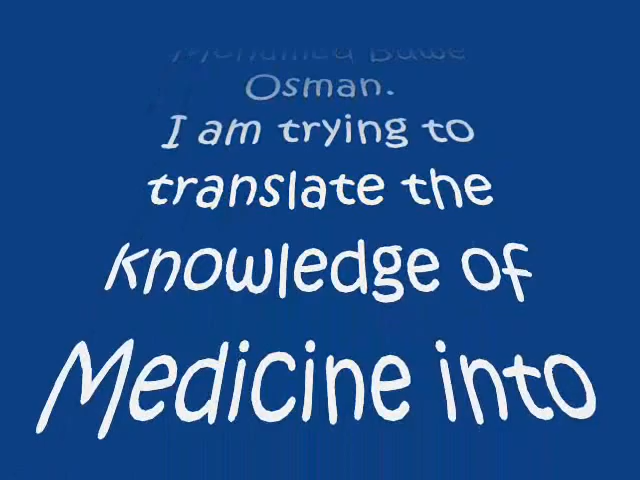 Osman.
I am trying to
translate the
knowledge of
Medicine into